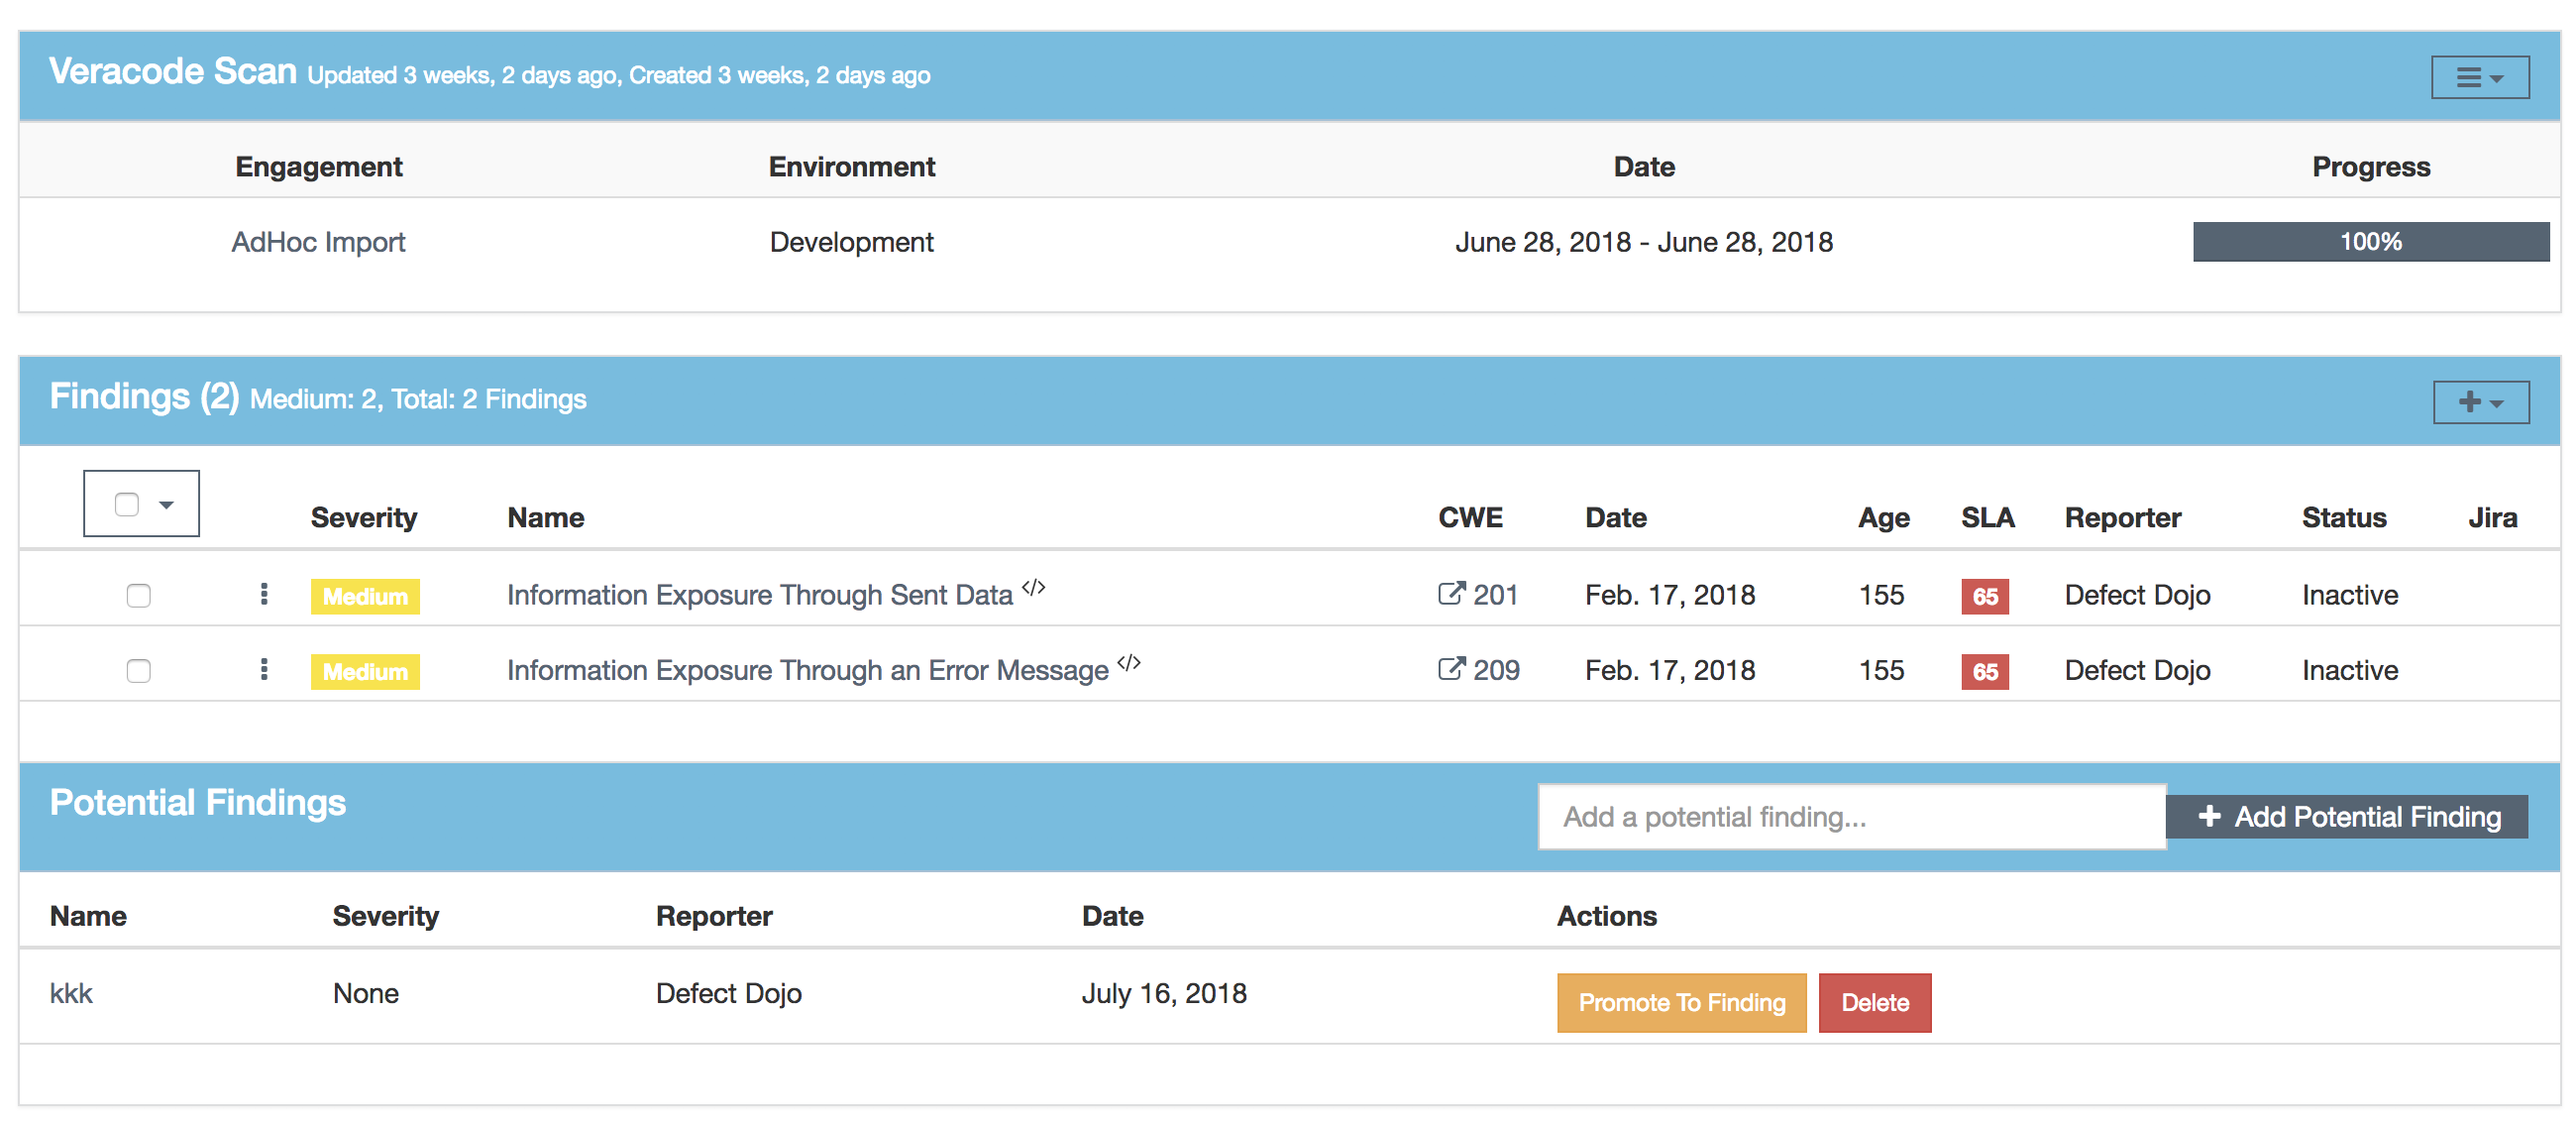 Veracode Scan Updated 3 weeks, 2 days ago, Created 3 weeks, 2 days ago
Engagement Environment Date Progress
AdHoc Import Development June 28, 2018 - June 28, 2018 100%
Findings (2) Medium: 2, Total: 2 Findings
Severity Name CWE Date Age SLA Reporter Status Jira
Medium Information Exposure Through Sent Data </> 201 Feb. 17, 2018 155 65 Defect Dojo Inactive
Medium Information Exposure Through an Error Message </> 209 Feb. 17, 2018 155 65 Defect Dojo Inactive
Potential Findings Add a potential finding... Add Potential Finding
Name Severity Reporter Date Actions
kkk None Defect Dojo July 16, 2018 Promote To Finding Delete